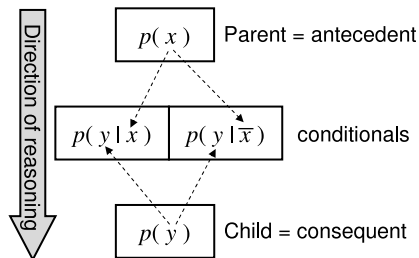 Direction of reasoning
p( x )
Parent = antecedent
p( y | x )
p( y | x̅ )
conditionals
p( y )
Child = consequent